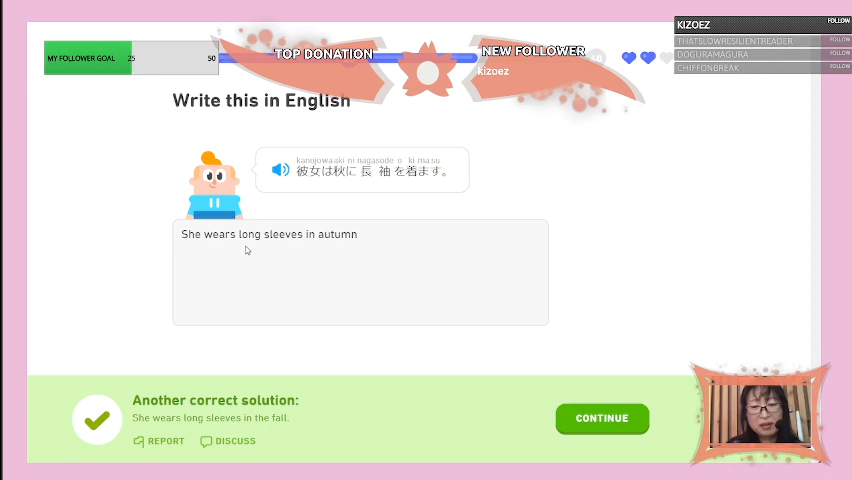 KIZOEZ
FOLLOW
THATSLOWRESILIENTREADER
FOLLOW
DOGURAMAGURA
FOLLOW
CHIFFONBREAK
FOLLOW
MY FOLLOWER GOAL 25 50
TOP DONATION
NEW FOLLOWER
kizoez
Write this in English
kanojowa aki ni nagasode o ki ma su
彼女は秋に長袖を着ます。
She wears long sleeves in autumn
Another correct solution:
She wears long sleeves in the fall.
REPORT
DISCUSS
CONTINUE